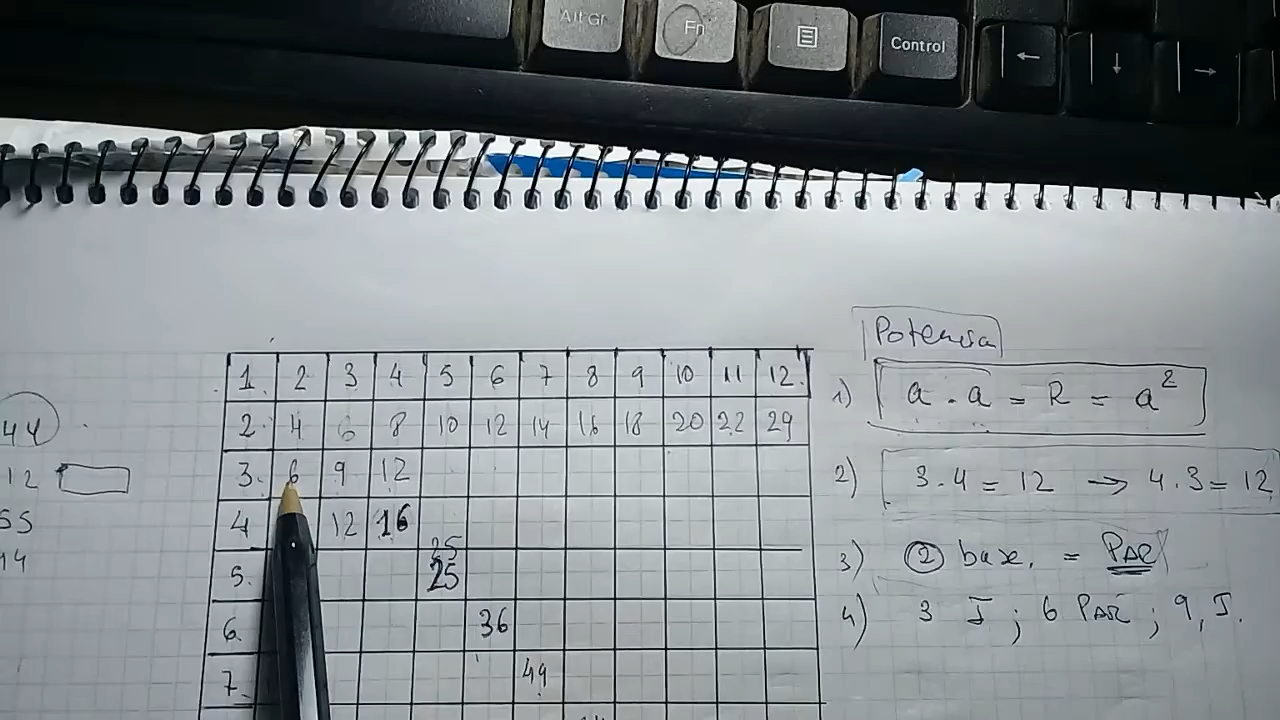 Alt Gr Fn Control
Potencia
1 2 3 4 5 6 7 8 9 10 11 12
1) a . a = R = a²
44
2 4 6 8 10 12 14 16 18 20 22 24
12
3 6 9 12
2) 3.4 = 12 → 4.3 = 12
55
4 12 16
25
3) ② base. = PAR
44
5. 25
6. 36
4) 3 I ; 6 PAR ; 9, I.
7. 49